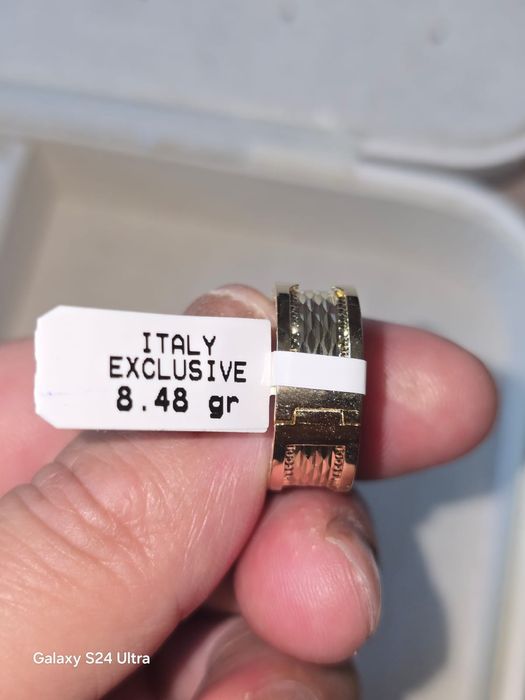 ITALY
EXCLUSIVE
8.48 gr
Galaxy S24 Ultra